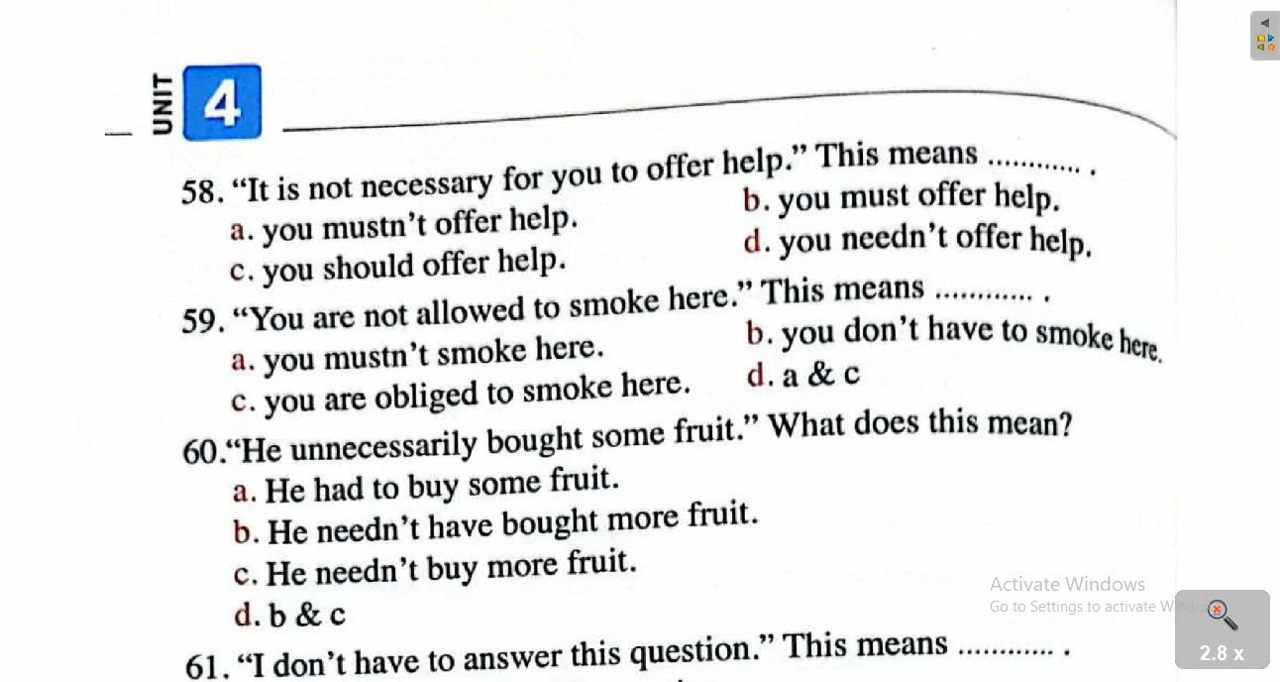 UNIT 4
58. “It is not necessary for you to offer help.” This means ............ .
a. you mustn’t offer help. b. you must offer help.
c. you should offer help. d. you needn’t offer help.
59. “You are not allowed to smoke here.” This means ............ .
a. you mustn’t smoke here. b. you don’t have to smoke here.
c. you are obliged to smoke here. d. a & c
60.“He unnecessarily bought some fruit.” What does this mean?
a. He had to buy some fruit.
b. He needn’t have bought more fruit.
c. He needn’t buy more fruit.
d. b & c
61. “I don’t have to answer this question.” This means ............ .
Activate Windows
Go to Settings to activate Windows
2.8 x